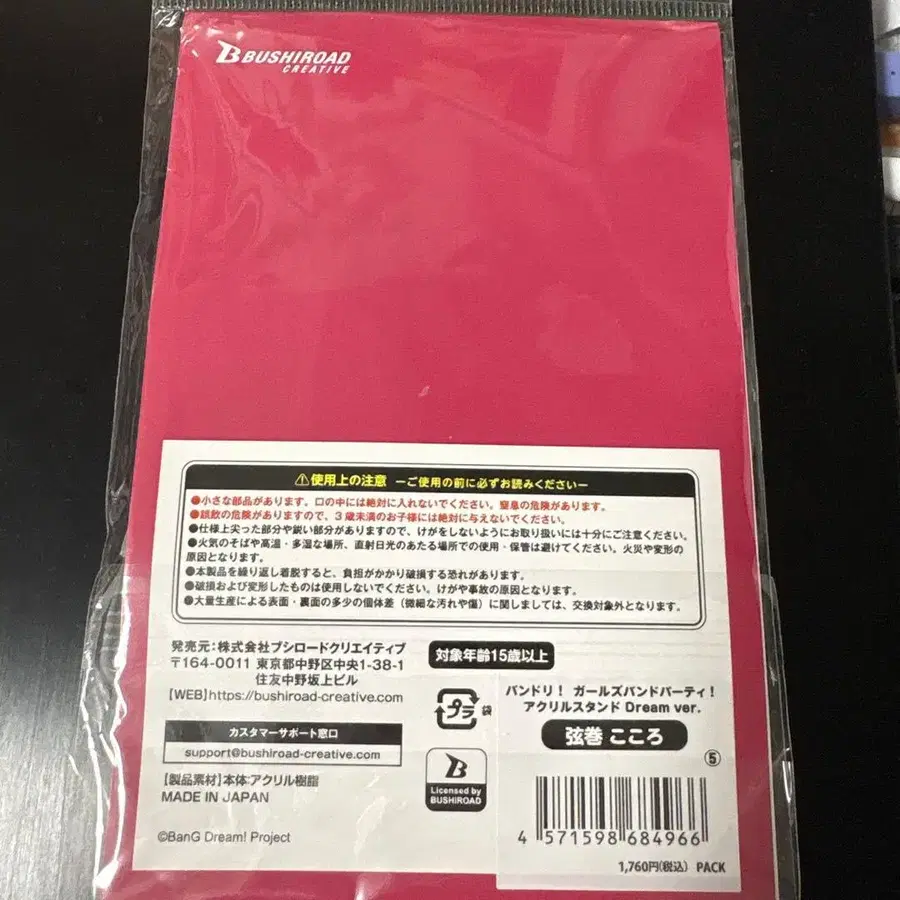 BUSHIROAD
CREATIVE
⚠使用上の注意 ーご使用の前に必ずお読みくださいー
●小さな部品があります。口の中には絶対に入れないでください。窒息の危険があります。
●誤飲の危険がありますので、3歳未満のお子様には絶対に与えないでください。
●仕様上尖った部分や鋭い部分がありますので、けがをしないようにお取り扱いには十分にご注意ください。
●火気のそばや高温・多湿な場所、直射日光のあたる場所での使用・保管は避けてください。火災や変形の
原因となります。
●本製品を繰り返し着脱すると、負担がかかり破損する恐れがあります。
●破損および変形したものは使用しないでください。けがや事故の原因となります。
●大量生産による表面・裏面の多少の個体差（微細な汚れや傷）に関しましては、交換対象外となります。
発売元：株式会社ブシロードクリエイティブ
〒164-0011 東京都中野区中央1-38-1
住友中野坂上ビル
【WEB】https://bushiroad-creative.com
対象年齢15歳以上
カスタマーサポート窓口
support@bushiroad-creative.com
プラ 袋
【製品素材】本体：アクリル樹脂
MADE IN JAPAN
B
Licensed by
BUSHIROAD
©BanG Dream! Project
バンドリ！ ガールズバンドパーティ！
アクリルスタンド Dream ver.
弦巻 こころ
⑤
4 571598 684966
1,760円(税込) PACK